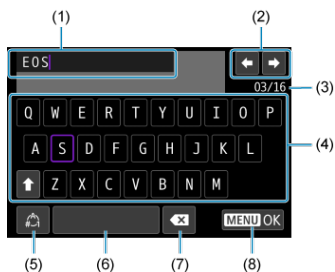 (1) (2)
EOS
03/16 (3)
Q W E R T Y U I O P
A S D F G H J K L (4)
Z X C V B N M
MENU OK
(5) (6) (7) (8)